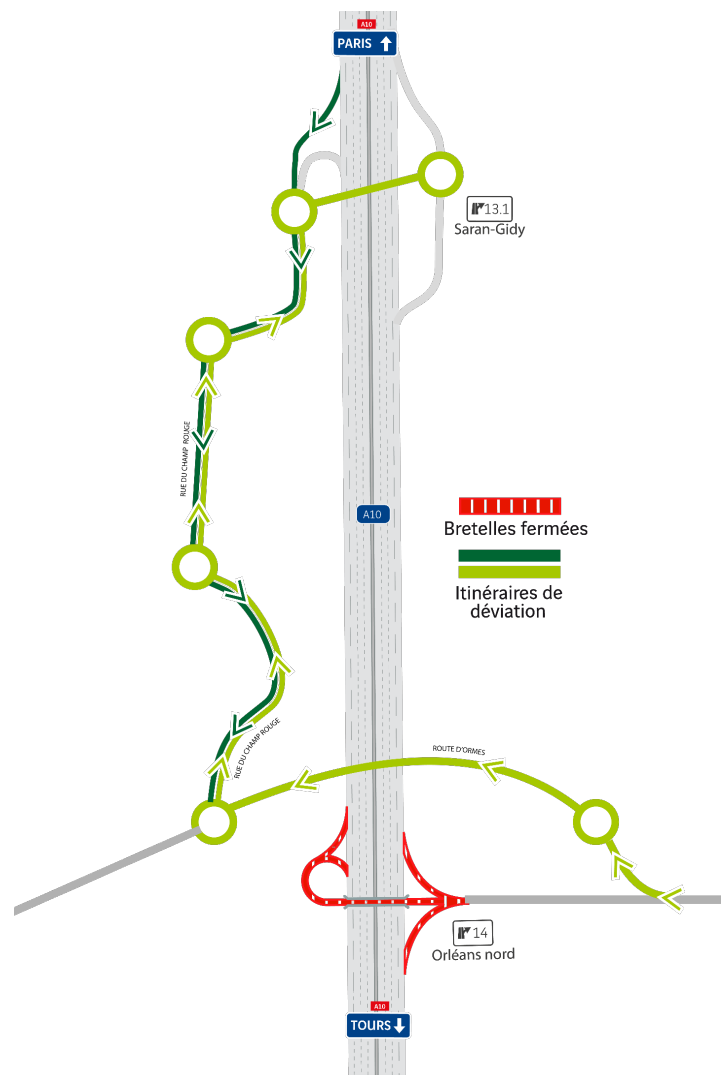 A10
PARIS
13.1
Saran-Gidy
RUE DU CHAMP ROUGE
A10
Bretelles fermées
Itinéraires de
déviation
RUE DU CHAMP ROUGE
ROUTE D'ORMES
14
Orléans nord
A10
TOURS